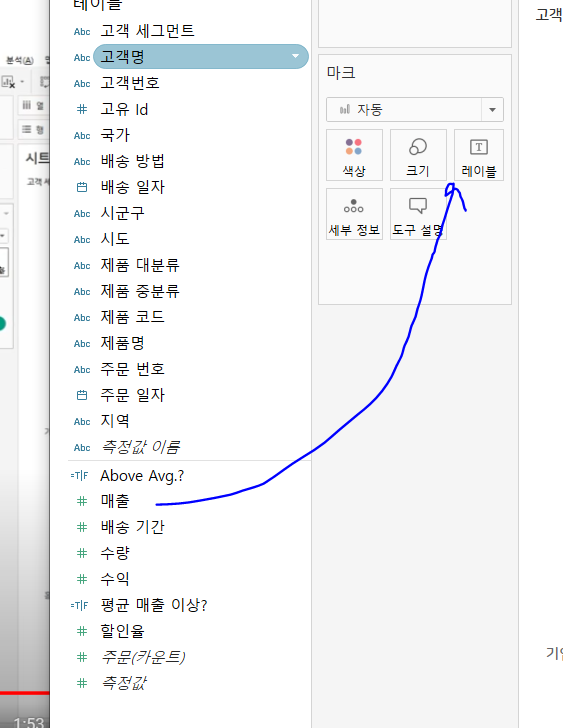 테이블
고객
Abc 고객 세그먼트
분석(A)
Abc 고객명
마크
Abc 고객번호
# 고유 Id
자동
열
Abc 국가
행
Abc 배송 방법
색상 크기 레이블
시트
고객 세
배송 일자
Abc 시군구
세부 정보 도구 설명
Abc 시도
Abc 제품 대분류
Abc 제품 중분류
Abc 제품 코드
Abc 제품명
Abc 주문 번호
주문 일자
Abc 지역
Abc 측정값 이름
=T|F Above Avg.?
# 매출
# 배송 기간
# 수량
# 수익
=T|F 평균 매출 이상?
# 할인율
기업
# 주문(카운트)
# 측정값
1:53